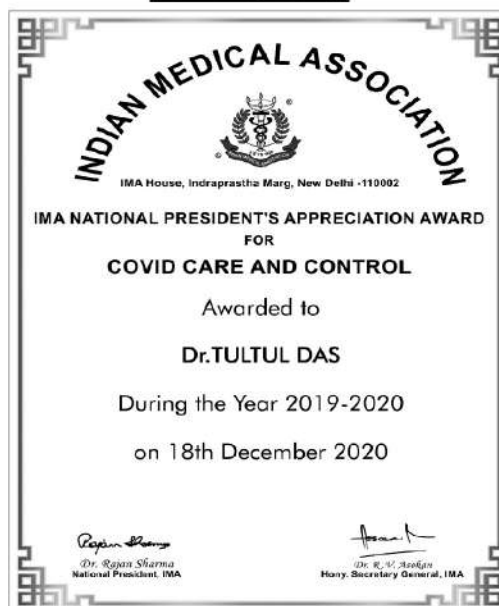 INDIAN MEDICAL ASSOCIATION
IMA House, Indraprastha Marg, New Delhi -110002
IMA NATIONAL PRESIDENT'S APPRECIATION AWARD
FOR
COVID CARE AND CONTROL
Awarded to
Dr.TULTUL DAS
During the Year 2019-2020
on 18th December 2020
Dr. Rajan Sharma
National President, IMA
Dr. R. V. Asokan
Hony. Secretary General, IMA